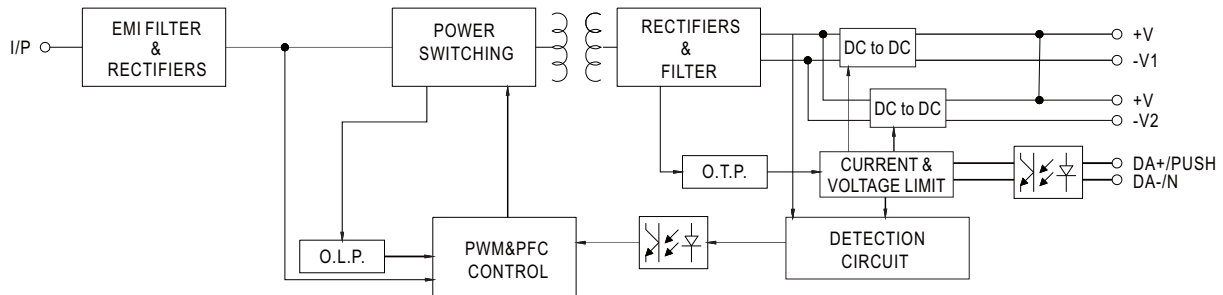 I/P
EMI FILTER
&
RECTIFIERS
POWER
SWITCHING
RECTIFIERS
&
FILTER
DC to DC
+V
-V1
DC to DC
+V
-V2
O.T.P.
CURRENT &
VOLTAGE LIMIT
DA+/PUSH
DA-/N
O.L.P.
PWM&PFC
CONTROL
DETECTION
CIRCUIT